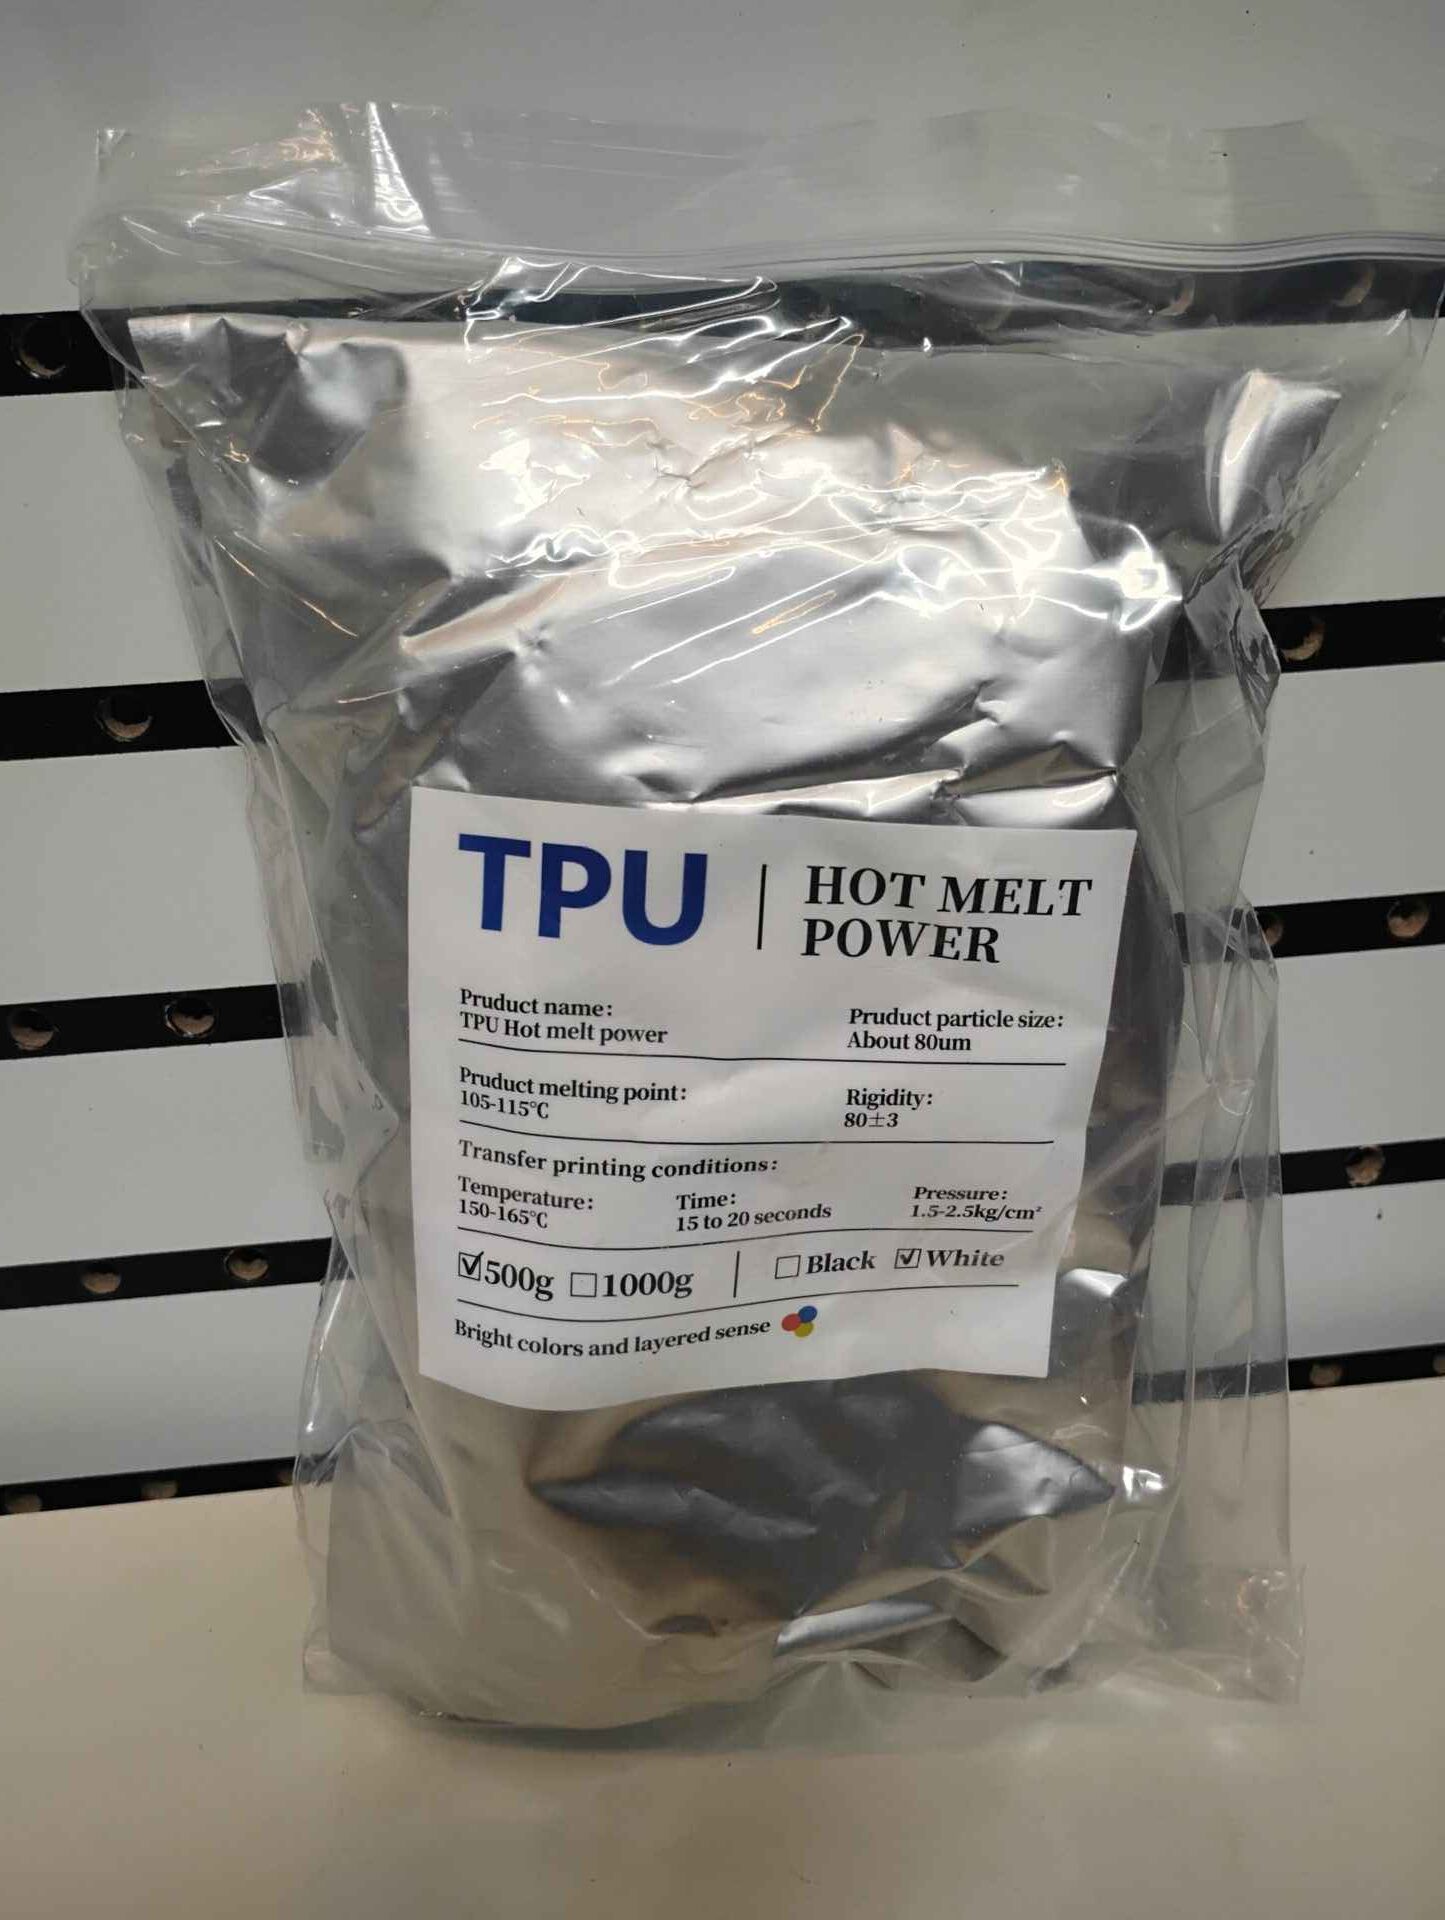 TPU
HOT MELT
POWER
Pruduct name:
TPU Hot melt power
Pruduct particle size:
About 80um
Pruduct melting point:
105-115℃
Rigidity:
80±3
Transfer printing conditions:
Temperature:
150-165℃
Time:
15 to 20 seconds
Pressure:
1.5-2.5kg/cm²
☑500g ☐1000g
☐Black ☑White
Bright colors and layered sense